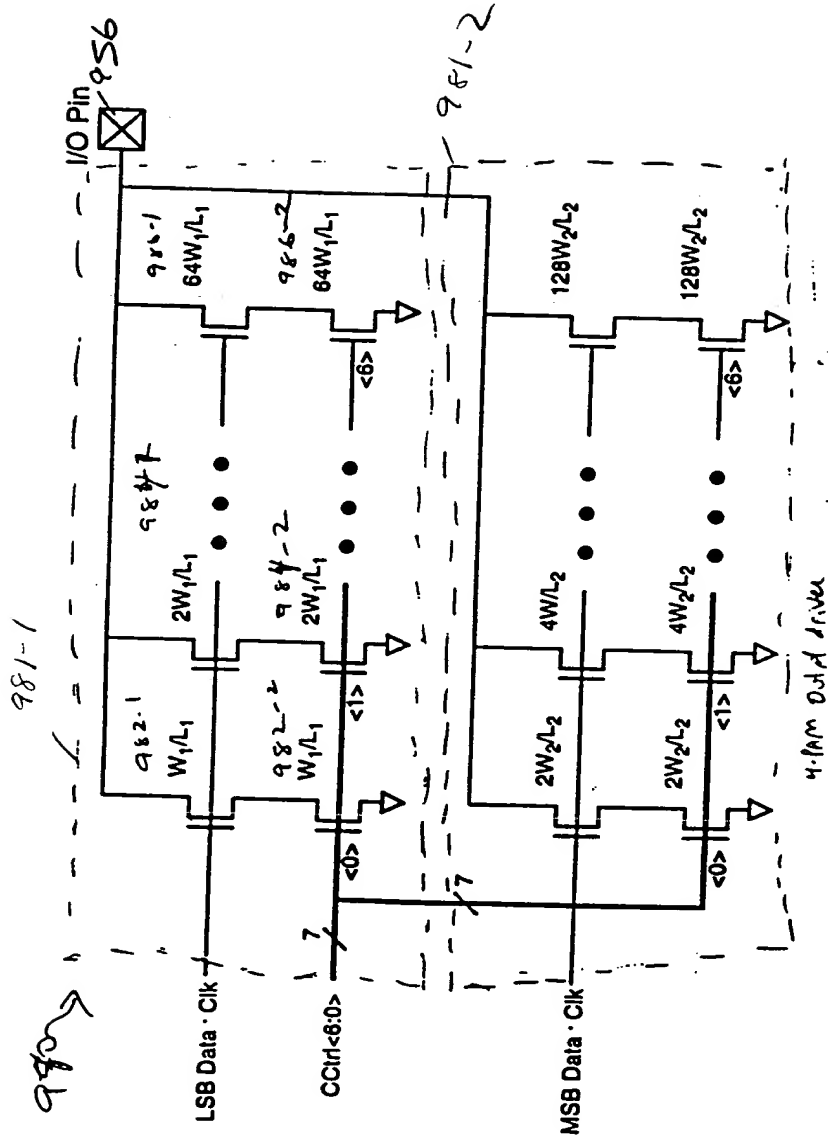 981-1
980
I/O Pin
956
982-1
W₁/L₁
2W₁/L₁
986-1
64W₁/L₁
LSB Data · Clk
982-2
W₁/L₁
984-2
2W₁/L₁
986-2
64W₁/L₁
CCtrl<6:0>
7
<0>
<1>
<6>
981-2
7
2W₂/L₂
4W/L₂
128W₂/L₂
MSB Data · Clk
2W₂/L₂
4W₂/L₂
128W₂/L₂
<0>
<1>
<6>
4-PAM Output driver